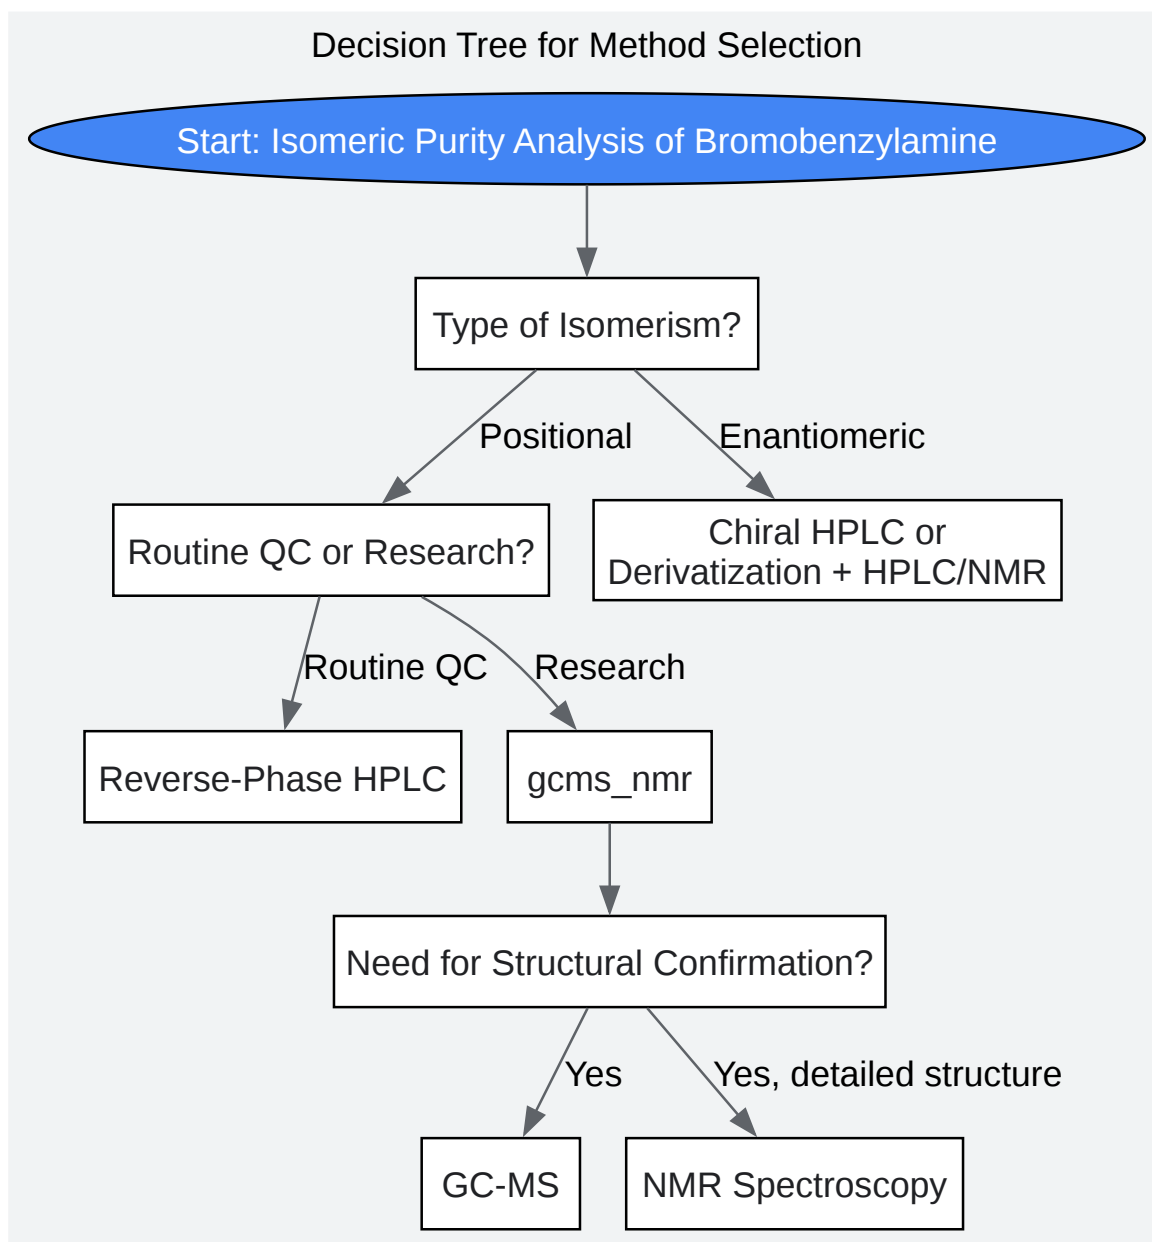 Decision Tree for Method Selection
Start: Isomeric Purity Analysis of Bromobenzylamine
Type of Isomerism?
Positional
Enantiomeric
Routine QC or Research?
Chiral HPLC or
Derivatization + HPLC/NMR
Routine QC
Research
Reverse-Phase HPLC
gcms_nmr
Need for Structural Confirmation?
Yes
Yes, detailed structure
GC-MS
NMR Spectroscopy